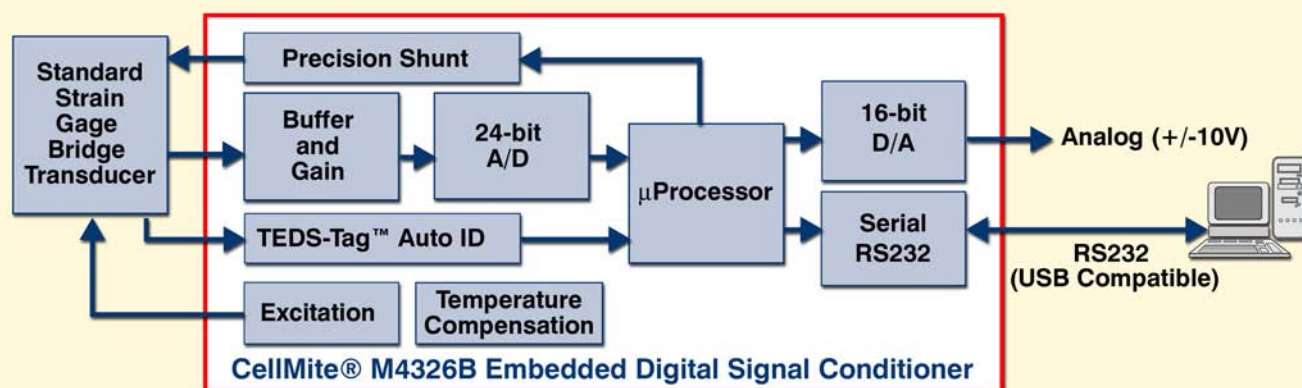 Standard
Strain
Gage
Bridge
Transducer
Precision Shunt
Buffer
and
Gain
24-bit
A/D
TEDS-Tag™ Auto ID
Excitation
Temperature
Compensation
μProcessor
16-bit
D/A
Serial
RS232
Analog (+/-10V)
RS232
(USB Compatible)
CellMite® M4326B Embedded Digital Signal Conditioner